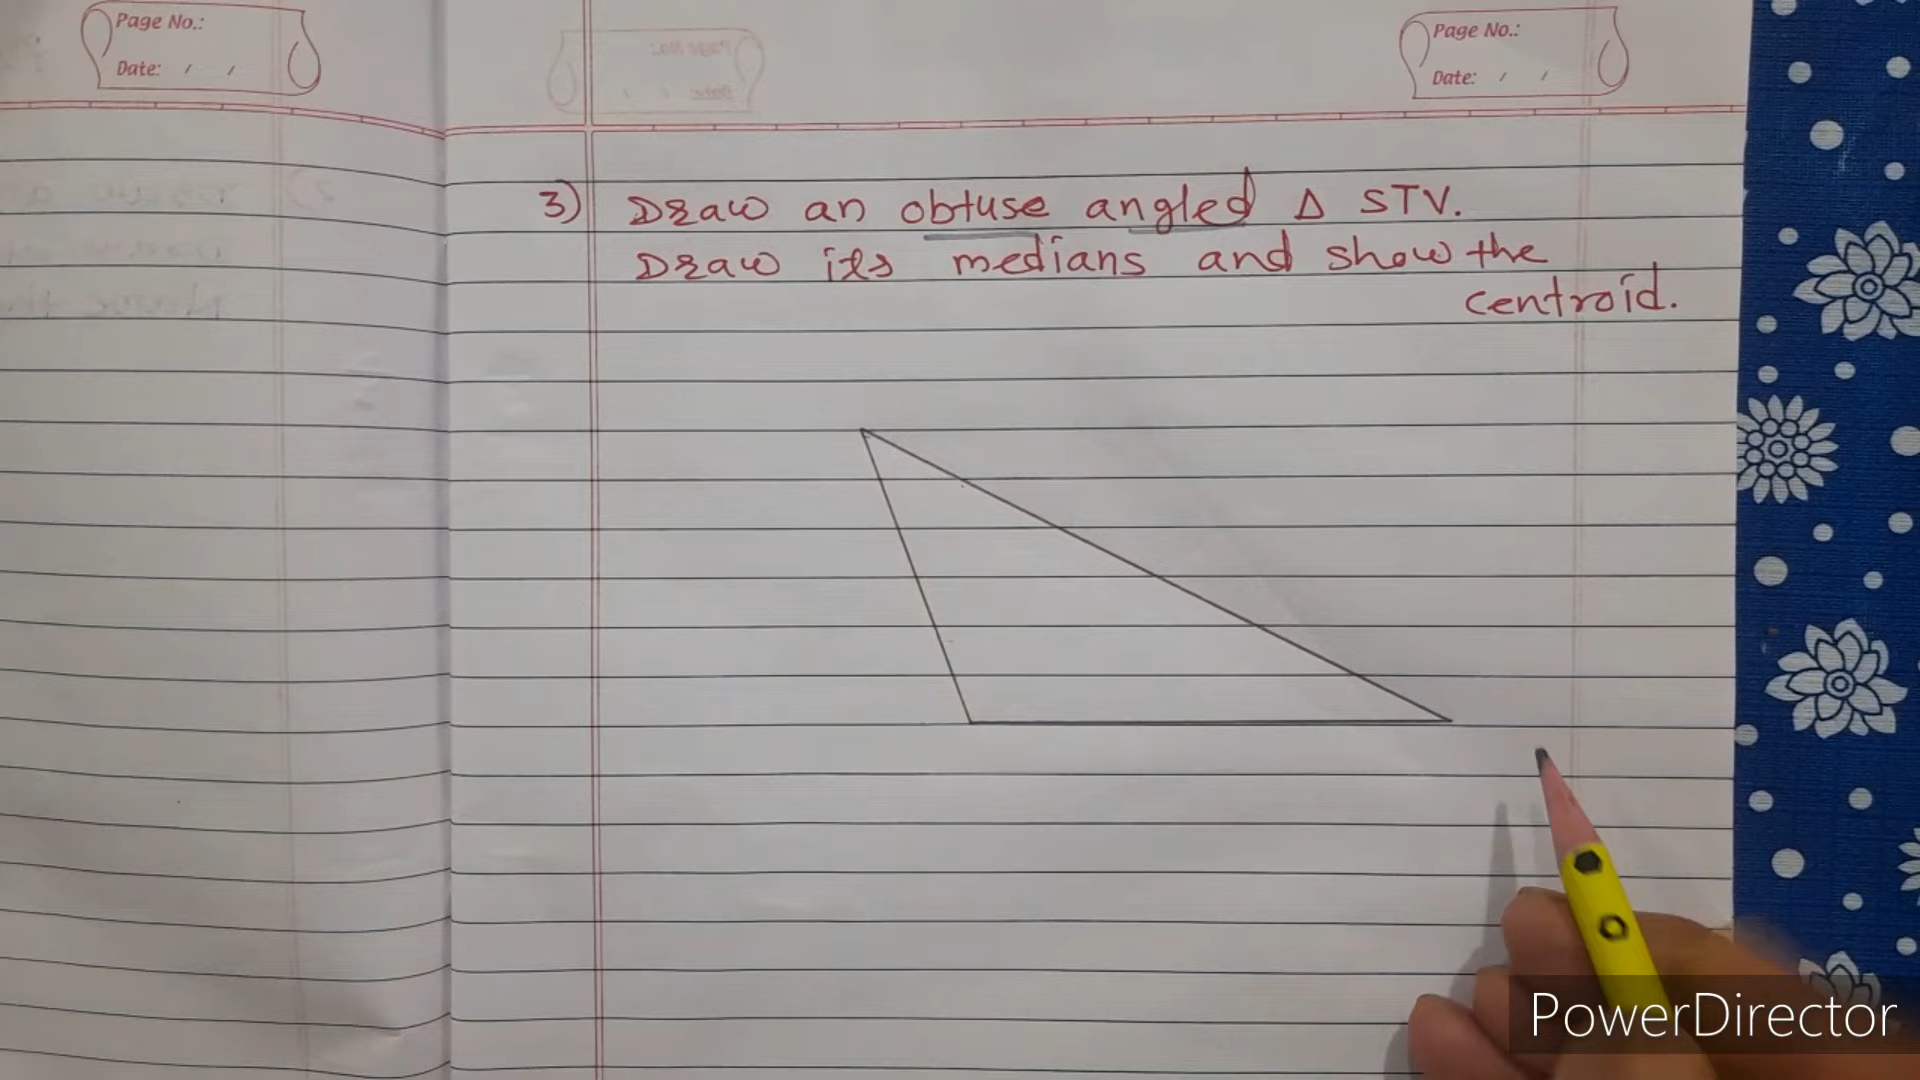 Page No.:
Date: / /
Page No.:
Date: / /
3) Draw an obtuse angled Δ STV.
Draw its medians and show the
centroid.
PowerDirector